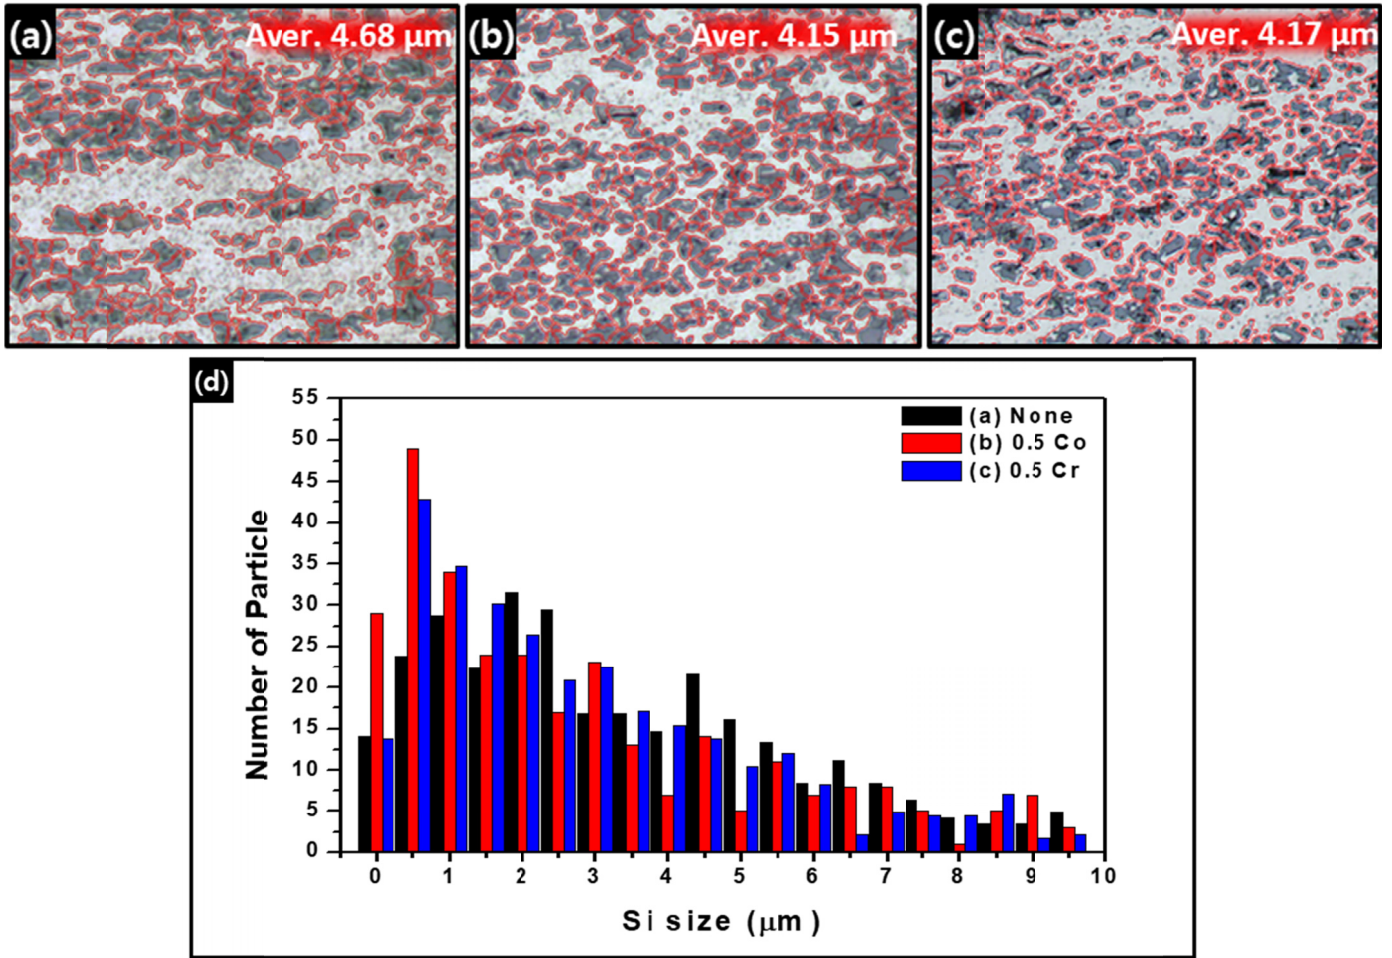 (a)
Aver. 4.68 μm
(b)
Aver. 4.15 μm
(c)
Aver. 4.17 μm
(d)
55
50
45
40
35
30
25
20
15
10
5
0
Number of Particle
(a) None
(b) 0.5 Co
(c) 0.5 Cr
0 1 2 3 4 5 6 7 8 9 10
Si size (μm)